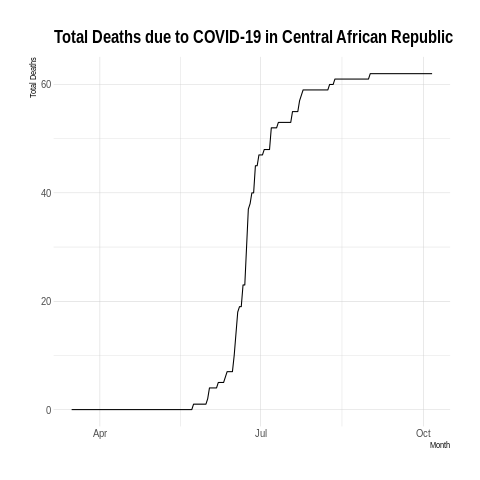 Total Deaths due to COVID-19 in Central African Republic
Total Deaths
60
40
20
0
Apr
Jul
Oct
Month